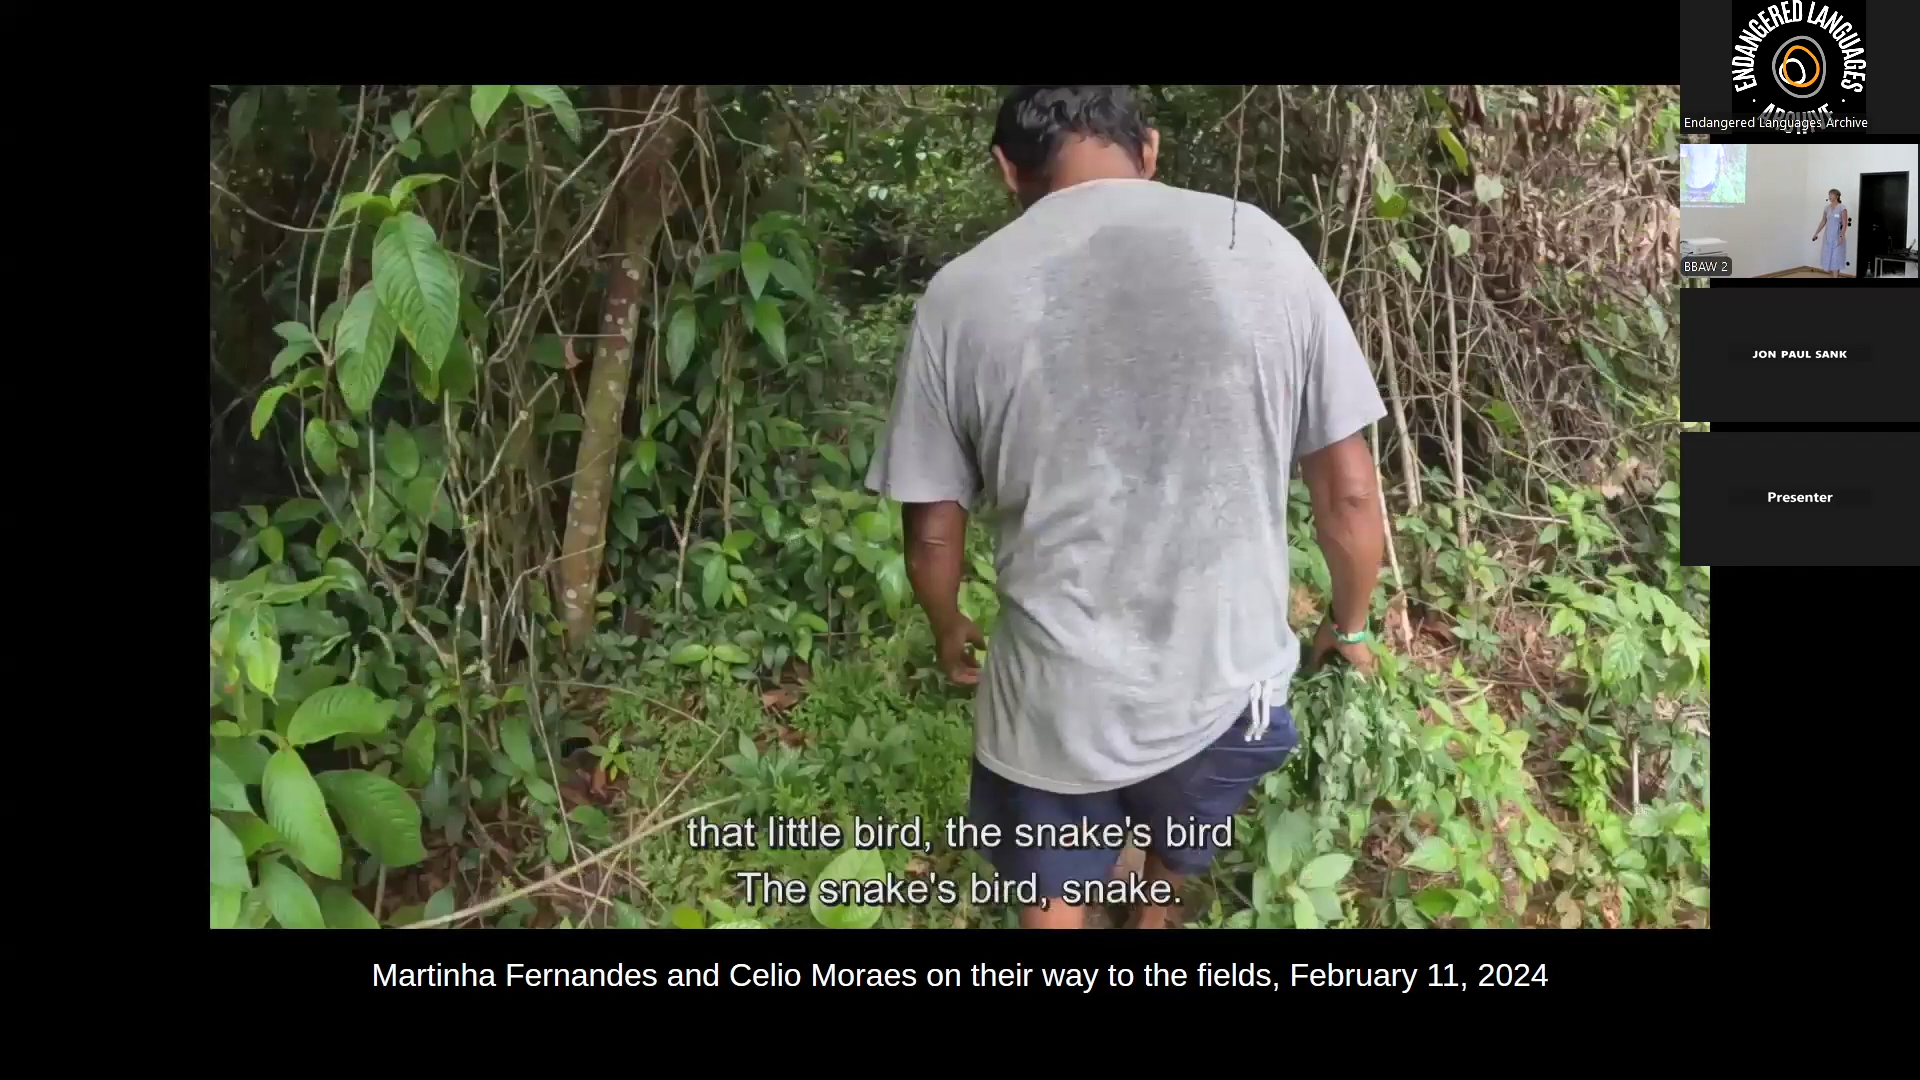 ENDANGERED LANGUAGES
· ARCHIVE ·
Endangered Languages Archive
BBAW 2
JON PAUL SANK
Presenter
that little bird, the snake's bird
The snake's bird, snake.
Martinha Fernandes and Celio Moraes on their way to the fields, February 11, 2024